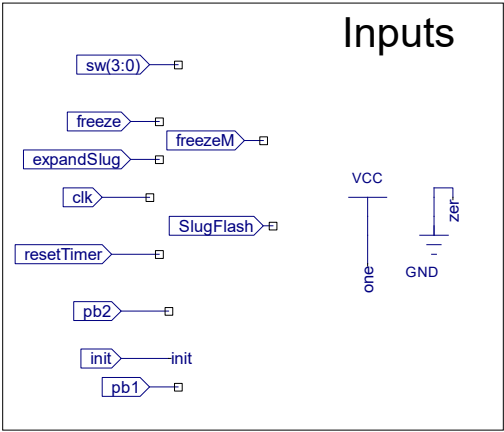 Inputs
sw(3:0)
freeze
freezeM
expandSlug
VCC
clk
zer
SlugFlash
resetTimer
one
GND
pb2
init
init
pb1